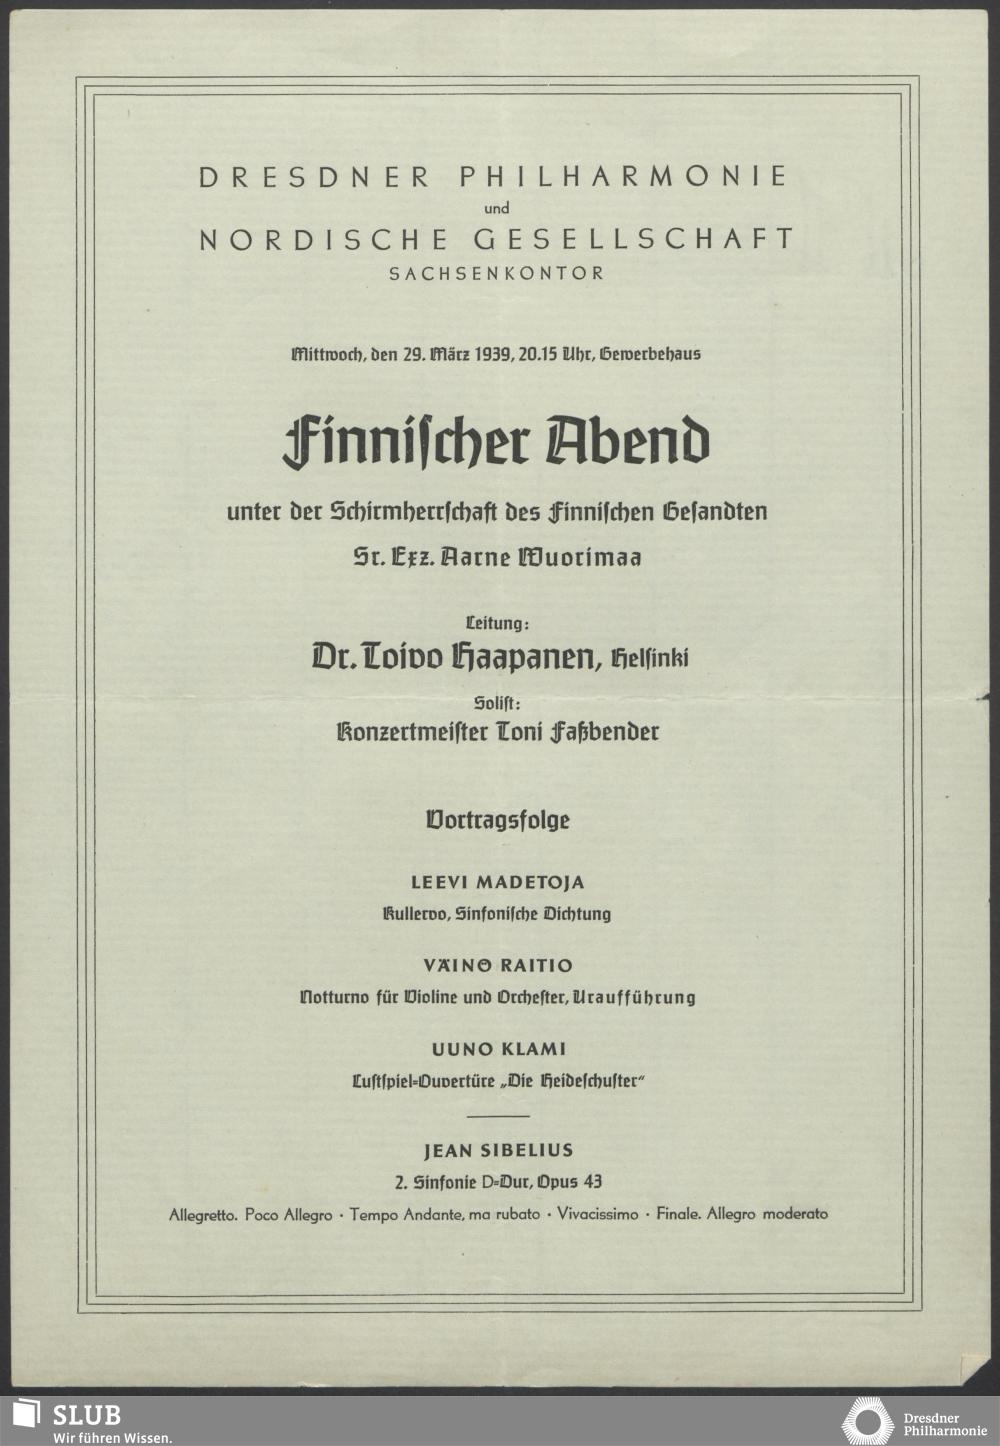 DRESDNER PHILHARMONIE
und
NORDISCHE GESELLSCHAFT
SACHSENKONTOR
Mittwoch, den 29. März 1939, 20.15 Uhr, Gewerbehaus
Finniſcher Abend
unter der Schirmherrſchaft des Finniſchen Geſandten
Sr. Exz. Aarne Wuorimaa
Leitung:
Dr. Toivo Haapanen, Helſinki
Soliſt:
Konzertmeiſter Toni Faßbender
Vortragsfolge
LEEVI MADETOJA
Kullervo, Sinfoniſche Dichtung
VÄINÖ RAITIO
Notturno für Violine und Orcheſter, Uraufführung
UUNO KLAMI
Luſtſpiel=Ouvertüre „Die Heideſchuſter“
JEAN SIBELIUS
2. Sinfonie D=Dur, Opus 43
Allegretto. Poco Allegro · Tempo Andante, ma rubato · Vivacissimo · Finale. Allegro moderato
SLUB
Wir führen Wissen.
Dresdner
Philharmonie